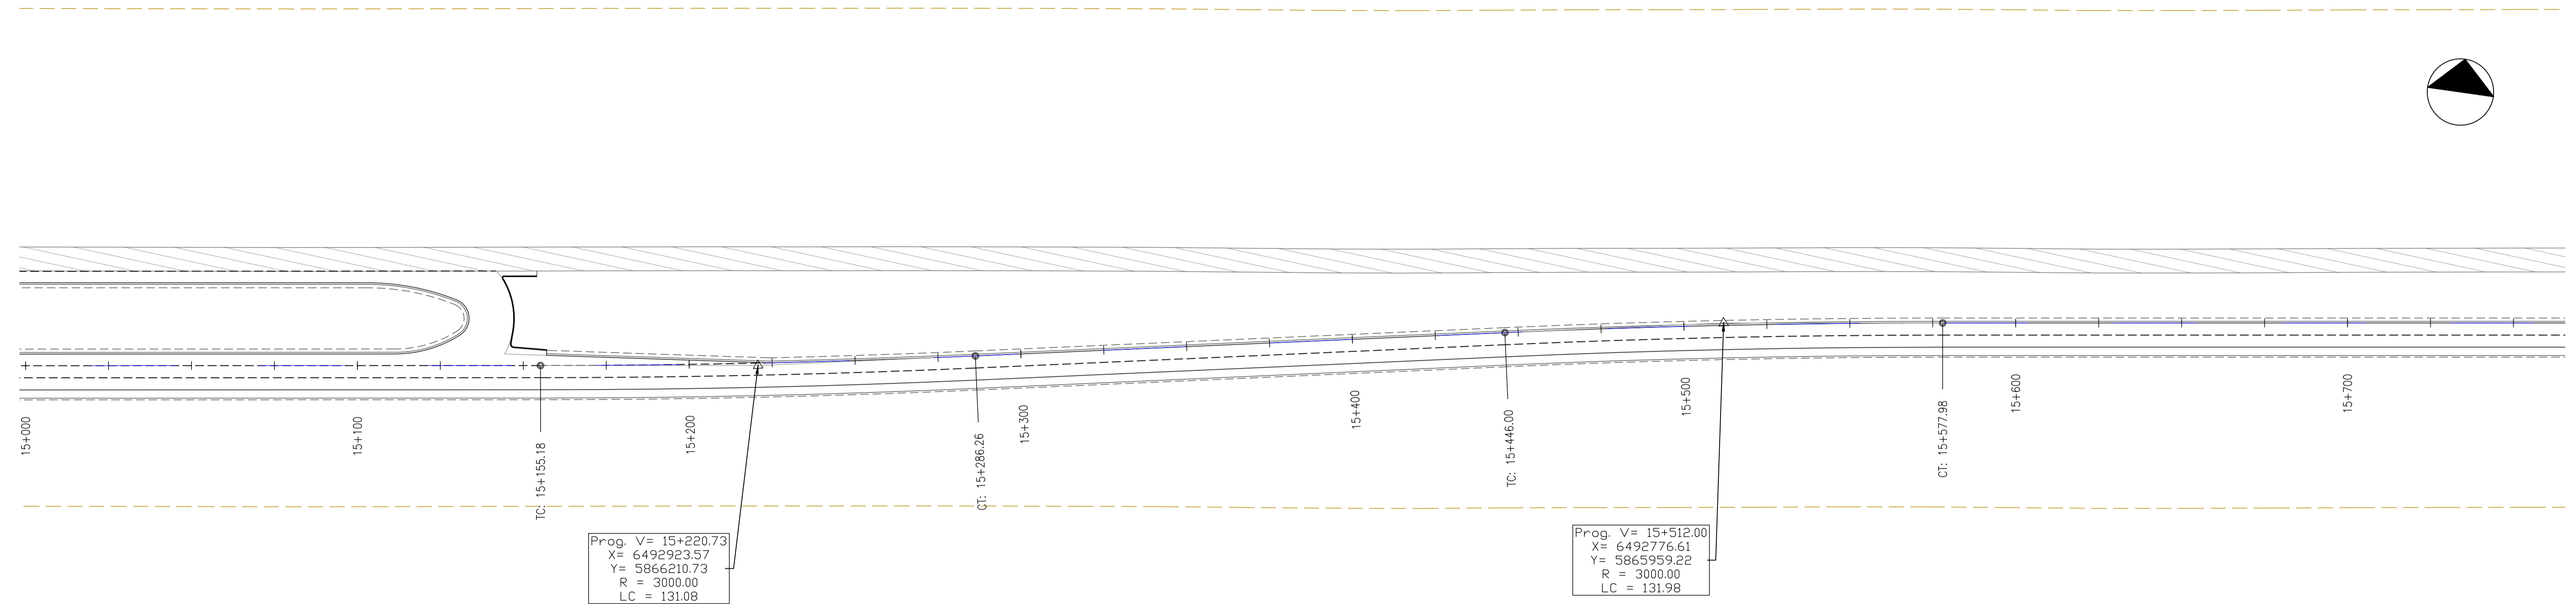 15+000
15+100
TC: 15+155.18
15+200
CT: 15+286.26
15+300
15+400
TC: 15+446.00
15+500
CT: 15+577.98
15+600
15+700
Prog. V= 15+220.73
X= 6492923.57
Y= 5866210.73
R = 3000.00
LC = 131.08
Prog. V= 15+512.00
X= 6492776.61
Y= 5865959.22
R = 3000.00
LC = 131.98